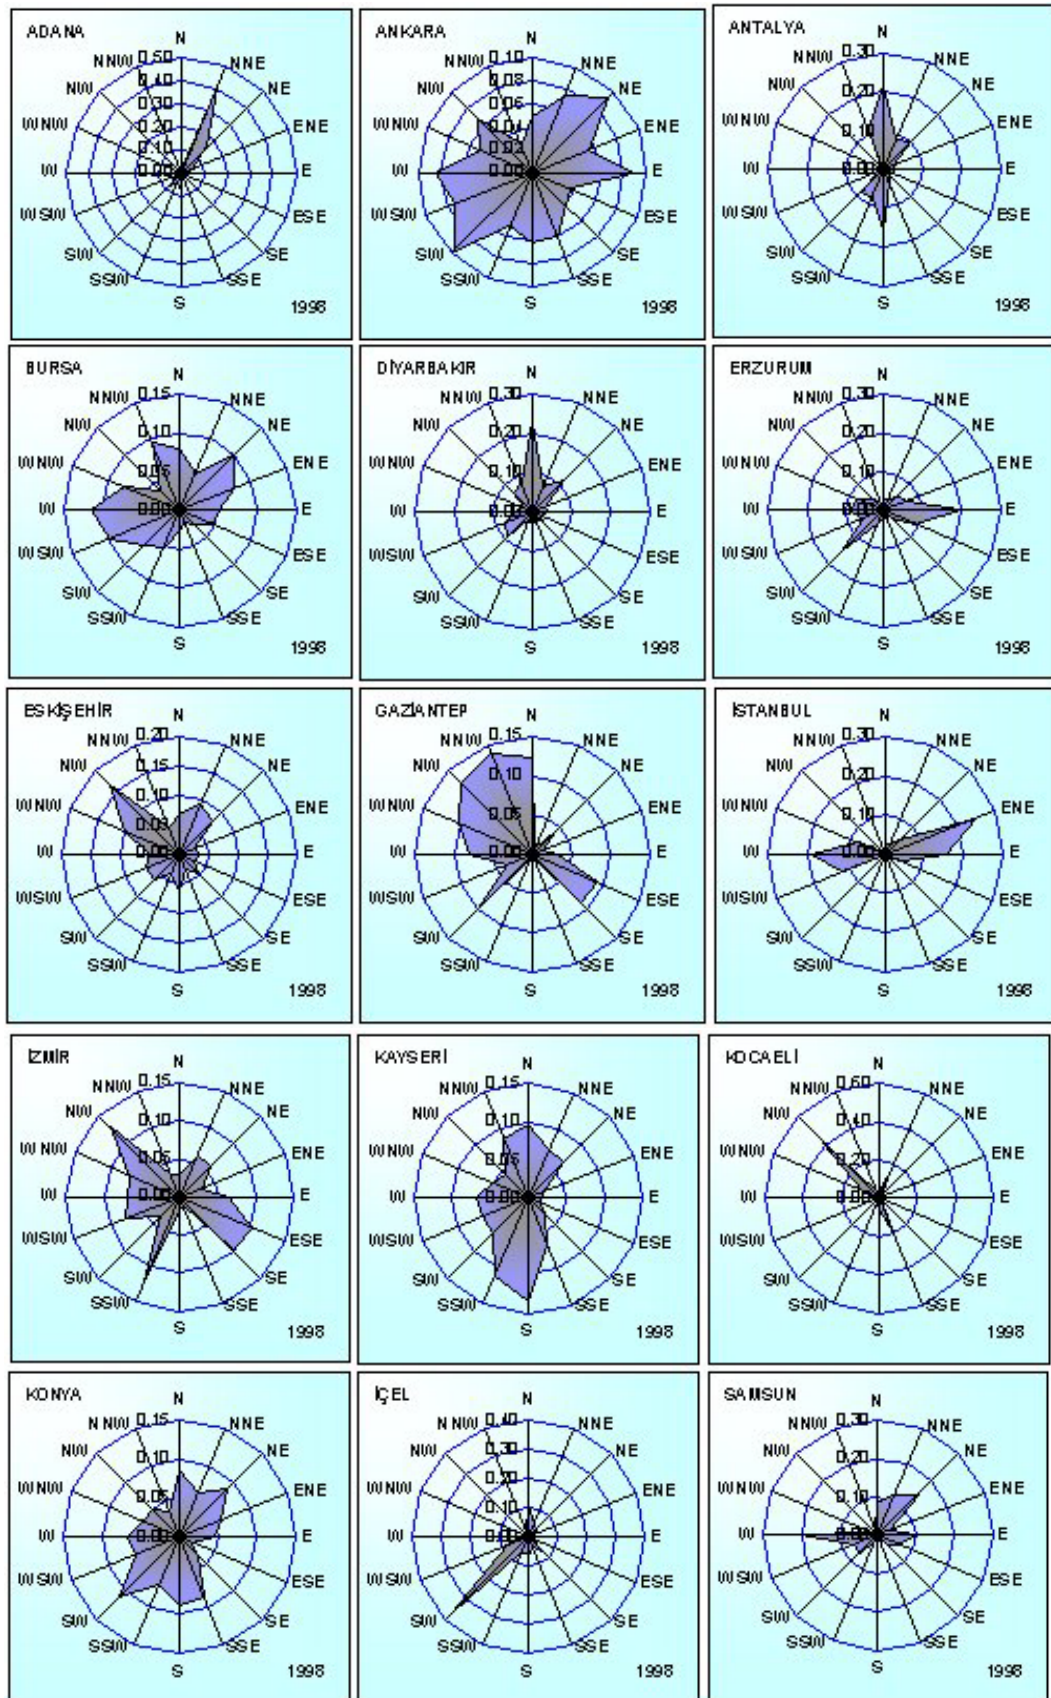 ADANA
N
NNW 0.50 NNE
NW 0.40 NE
0.30
WNW 0.20 ENE
0.10
W 0.00 E
WSW ESE
SW SE
SSW SSE
S
1998
ANKARA
N
NNW 0.10 NNE
NW 0.08 NE
0.06
WNW 0.04 ENE
0.02
W 0.00 E
WSW ESE
SW SE
SSW SSE
S
1998
ANTALYA
N
NNW 0.30 NNE
NW 0.20 NE
WNW 0.10 ENE
W 0.00 E
WSW ESE
SW SE
SSW SSE
S
1998
BURSA
N
NNW 0.15 NNE
NW 0.10 NE
WNW 0.05 ENE
W 0.00 E
WSW ESE
SW SE
SSW SSE
S
1998
DİYARBAKIR
N
NNW 0.30 NNE
NW 0.20 NE
WNW 0.10 ENE
W 0.00 E
WSW ESE
SW SE
SSW SSE
S
1998
ERZURUM
N
NNW 0.30 NNE
NW 0.20 NE
WNW 0.10 ENE
W 0.00 E
WSW ESE
SW SE
SSW SSE
S
1998
ESKİŞEHİR
N
NNW 0.20 NNE
NW 0.15 NE
WNW 0.10 ENE
0.05
W 0.00 E
WSW ESE
SW SE
SSW SSE
S
1998
GAZİANTEP
N
NNW 0.15 NNE
NW 0.10 NE
WNW 0.05 ENE
W 0.00 E
WSW ESE
SW SE
SSW SSE
S
1998
İSTANBUL
N
NNW 0.30 NNE
NW 0.20 NE
WNW 0.10 ENE
W 0.00 E
WSW ESE
SW SE
SSW SSE
S
1998
İZMİR
N
NNW 0.15 NNE
NW 0.10 NE
WNW 0.05 ENE
W 0.00 E
WSW ESE
SW SE
SSW SSE
S
1998
KAYSERİ
N
NNW 0.15 NNE
NW 0.10 NE
WNW 0.05 ENE
W 0.00 E
WSW ESE
SW SE
SSW SSE
S
1998
KOCAELİ
N
NNW 0.60 NNE
NW 0.40 NE
WNW 0.20 ENE
W 0.00 E
WSW ESE
SW SE
SSW SSE
S
1998
KONYA
N
NNW 0.15 NNE
NW 0.10 NE
WNW 0.05 ENE
W 0.00 E
WSW ESE
SW SE
SSW SSE
S
1998
İÇEL
N
NNW 0.40 NNE
NW 0.30 NE
WNW 0.20 ENE
0.10
W 0.00 E
WSW ESE
SW SE
SSW SSE
S
1998
SAMSUN
N
NNW 0.30 NNE
NW 0.20 NE
WNW 0.10 ENE
W 0.00 E
WSW ESE
SW SE
SSW SSE
S
1998